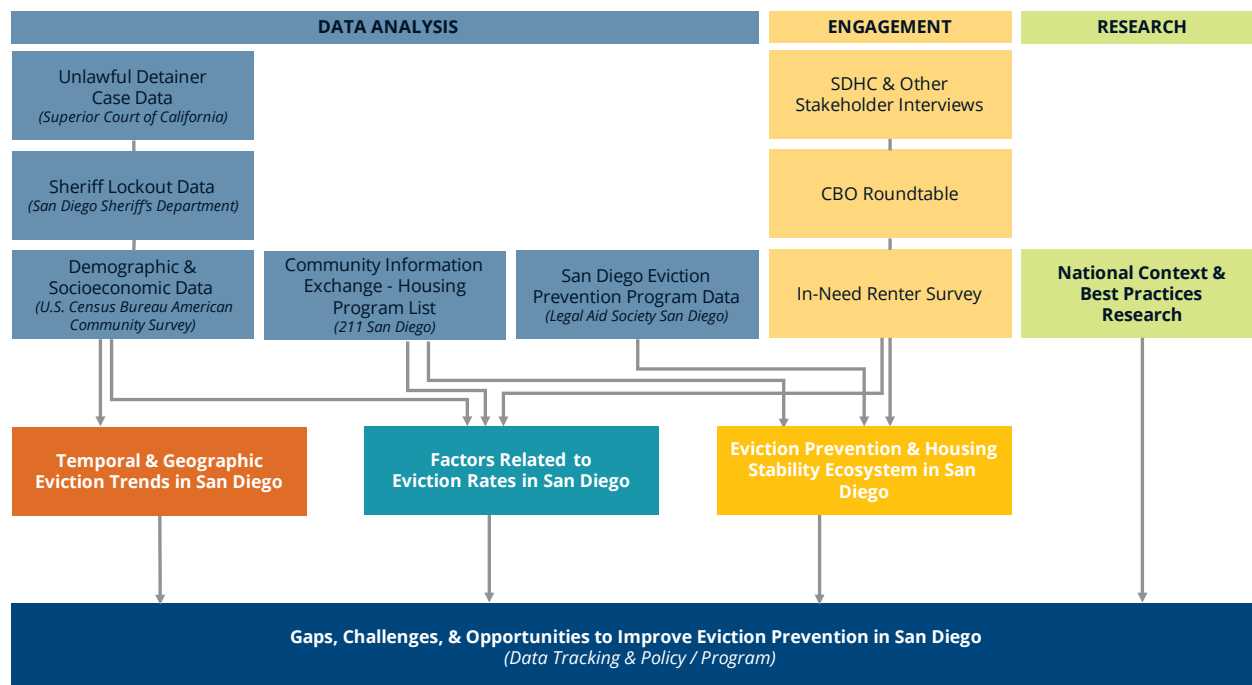 DATA ANALYSIS
ENGAGEMENT
RESEARCH
Unlawful Detainer
Case Data
(Superior Court of California)
SDHC & Other
Stakeholder Interviews
Sheriff Lockout Data
(San Diego Sheriff's Department)
CBO Roundtable
Demographic &
Socioeconomic Data
(U.S. Census Bureau American
Community Survey)
Community Information
Exchange - Housing
Program List
(211 San Diego)
San Diego Eviction
Prevention Program Data
(Legal Aid Society San Diego)
In-Need Renter Survey
National Context &
Best Practices
Research
Temporal & Geographic
Eviction Trends in San Diego
Factors Related to
Eviction Rates in San Diego
Eviction Prevention & Housing
Stability Ecosystem in San
Diego
Gaps, Challenges, & Opportunities to Improve Eviction Prevention in San Diego
(Data Tracking & Policy / Program)